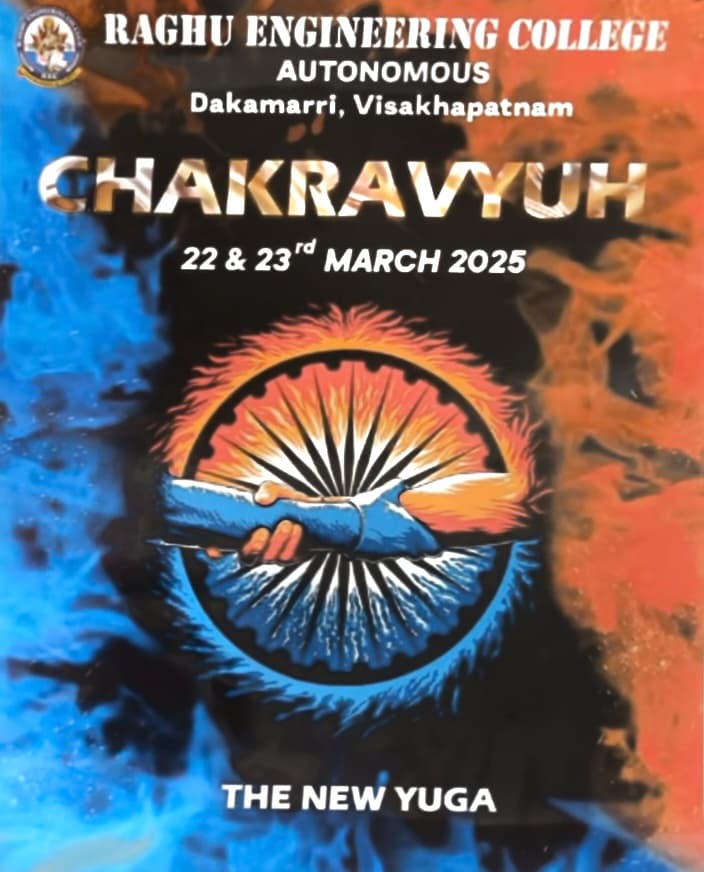 RAGHU ENGINEERING COLLEGE
AUTONOMOUS
Dakamarri, Visakhapatnam
CHAKRAVYUH
22 & 23rd MARCH 2025
THE NEW YUGA